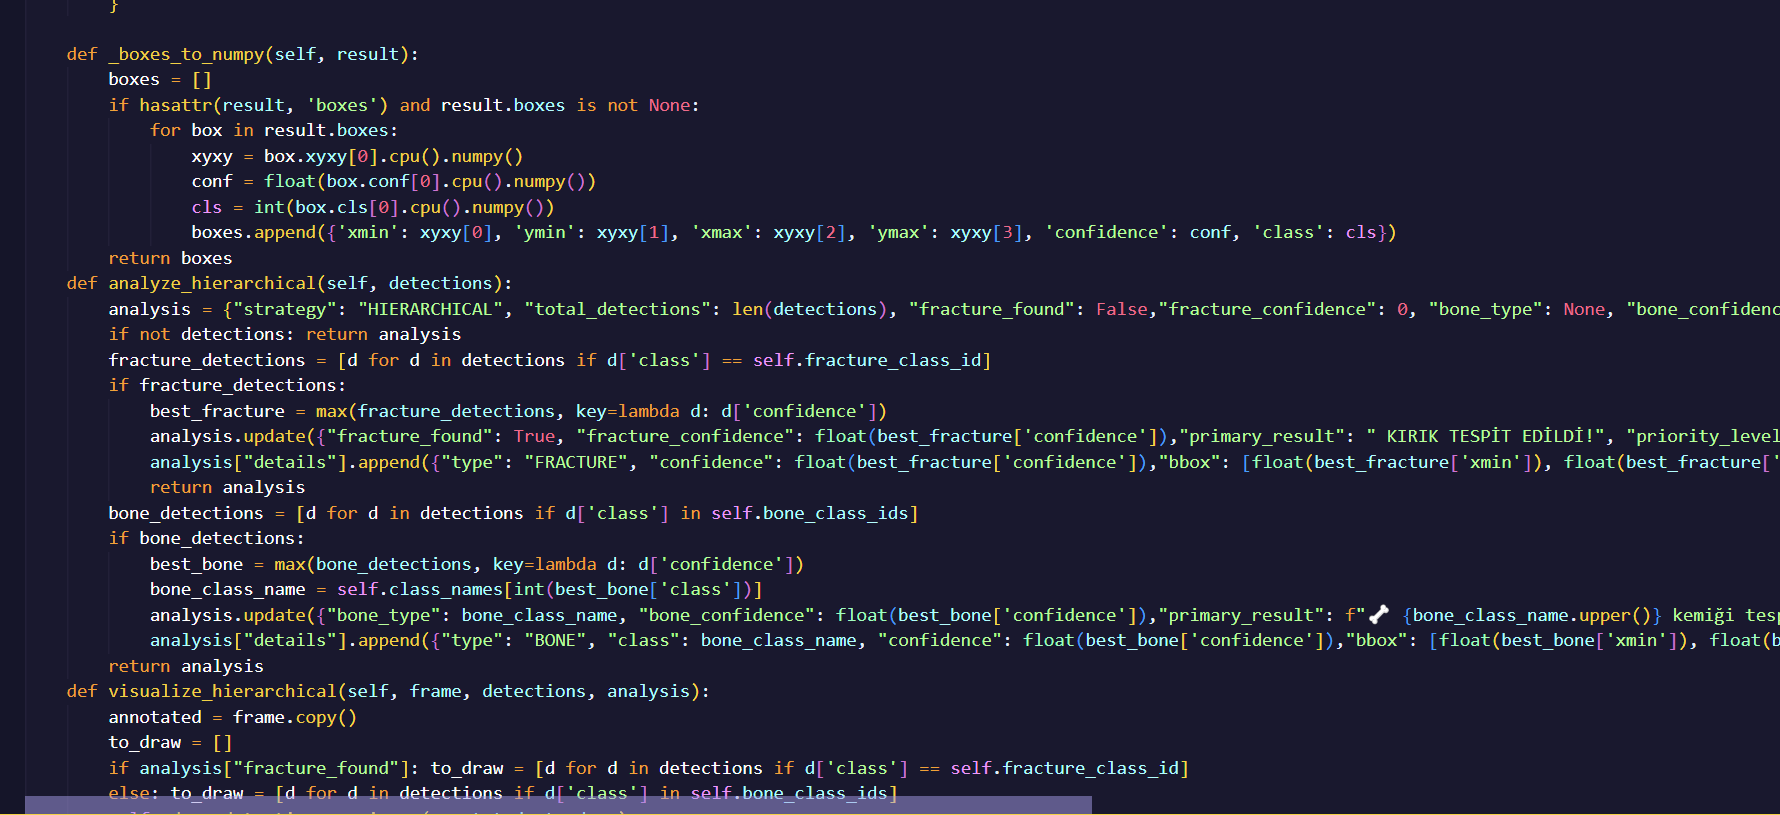 }
def _boxes_to_numpy(self, result):
boxes = []
if hasattr(result, 'boxes') and result.boxes is not None:
for box in result.boxes:
xyxy = box.xyxy[0].cpu().numpy()
conf = float(box.conf[0].cpu().numpy())
cls = int(box.cls[0].cpu().numpy())
boxes.append({'xmin': xyxy[0], 'ymin': xyxy[1], 'xmax': xyxy[2], 'ymax': xyxy[3], 'confidence': conf, 'class': cls})
return boxes
def analyze_hierarchical(self, detections):
analysis = {"strategy": "HIERARCHICAL", "total_detections": len(detections), "fracture_found": False,"fracture_confidence": 0, "bone_type": None, "bone_confidenc
if not detections: return analysis
fracture_detections = [d for d in detections if d['class'] == self.fracture_class_id]
if fracture_detections:
best_fracture = max(fracture_detections, key=lambda d: d['confidence'])
analysis.update({"fracture_found": True, "fracture_confidence": float(best_fracture['confidence']),"primary_result": " KIRIK TESPİT EDİLDİ!", "priority_level
analysis["details"].append({"type": "FRACTURE", "confidence": float(best_fracture['confidence']),"bbox": [float(best_fracture['xmin']), float(best_fracture['
return analysis
bone_detections = [d for d in detections if d['class'] in self.bone_class_ids]
if bone_detections:
best_bone = max(bone_detections, key=lambda d: d['confidence'])
bone_class_name = self.class_names[int(best_bone['class'])]
analysis.update({"bone_type": bone_class_name, "bone_confidence": float(best_bone['confidence']),"primary_result": f"🦴 {bone_class_name.upper()} kemiği tesp
analysis["details"].append({"type": "BONE", "class": bone_class_name, "confidence": float(best_bone['confidence']),"bbox": [float(best_bone['xmin']), float(b
return analysis
def visualize_hierarchical(self, frame, detections, analysis):
annotated = frame.copy()
to_draw = []
if analysis["fracture_found"]: to_draw = [d for d in detections if d['class'] == self.fracture_class_id]
else: to_draw = [d for d in detections if d['class'] in self.bone_class_ids]